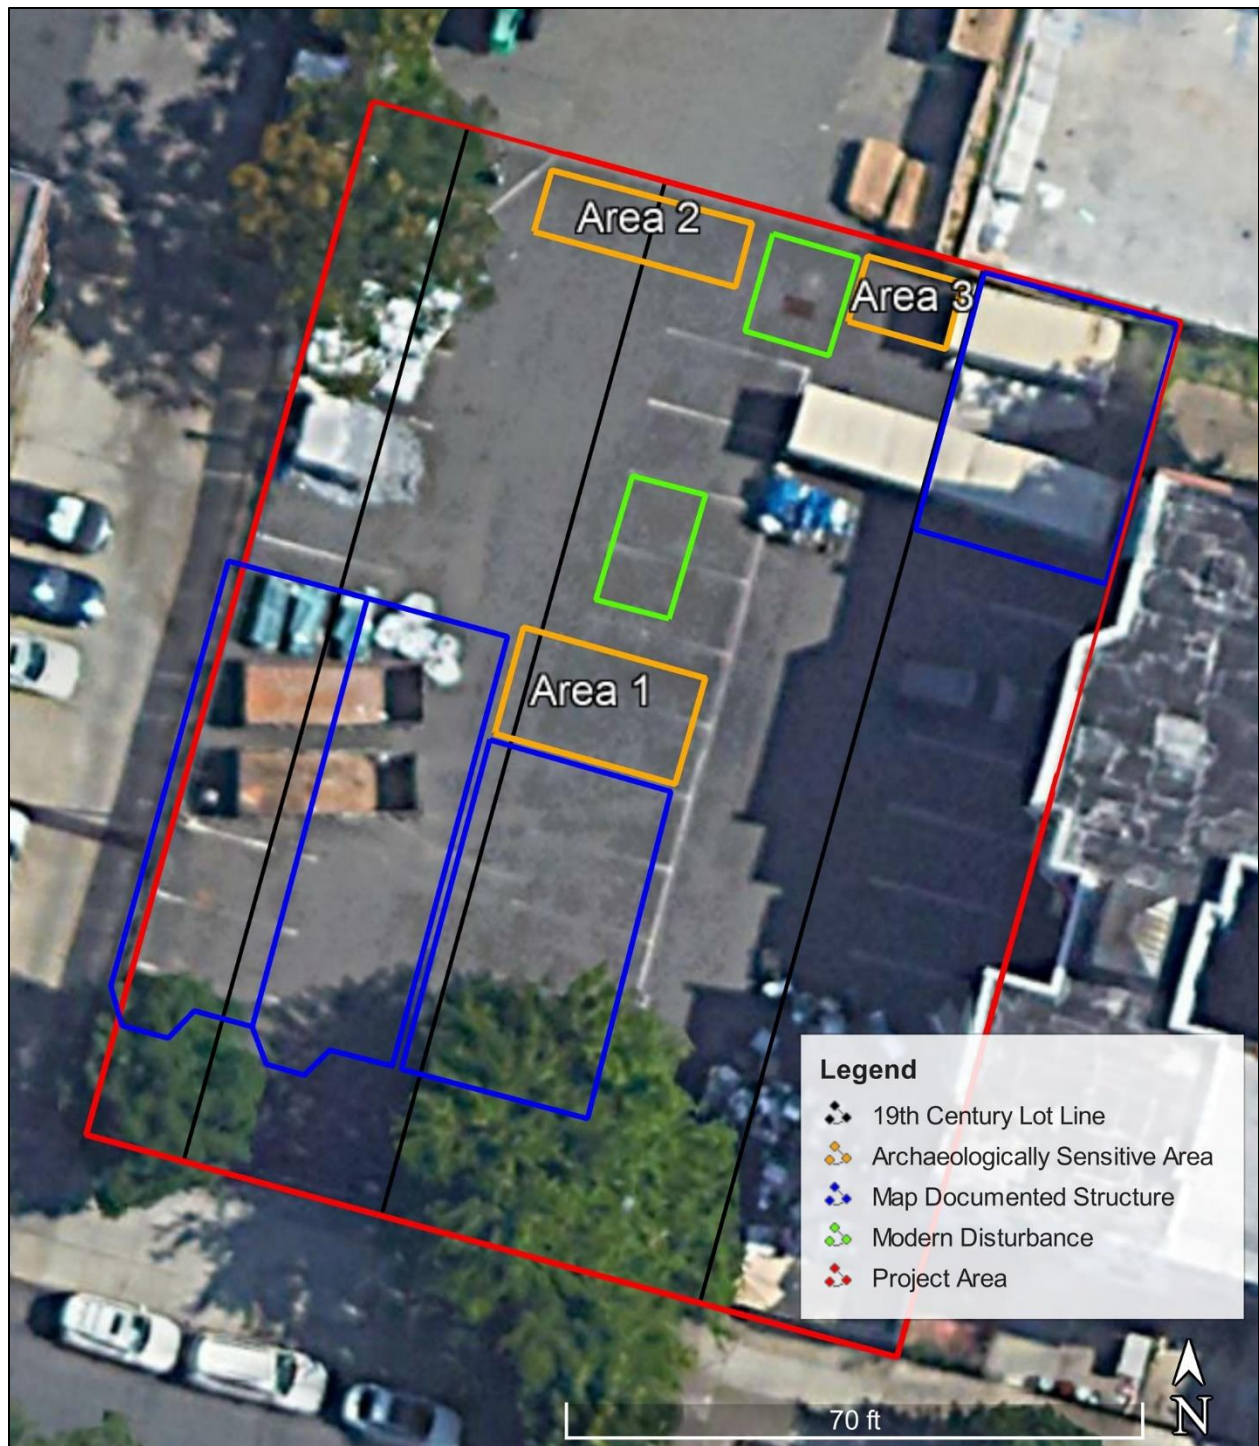 Area 2
Area 3
Area 1
Legend
19th Century Lot Line
Archaeologically Sensitive Area
Map Documented Structure
Modern Disturbance
Project Area
70 ft
N